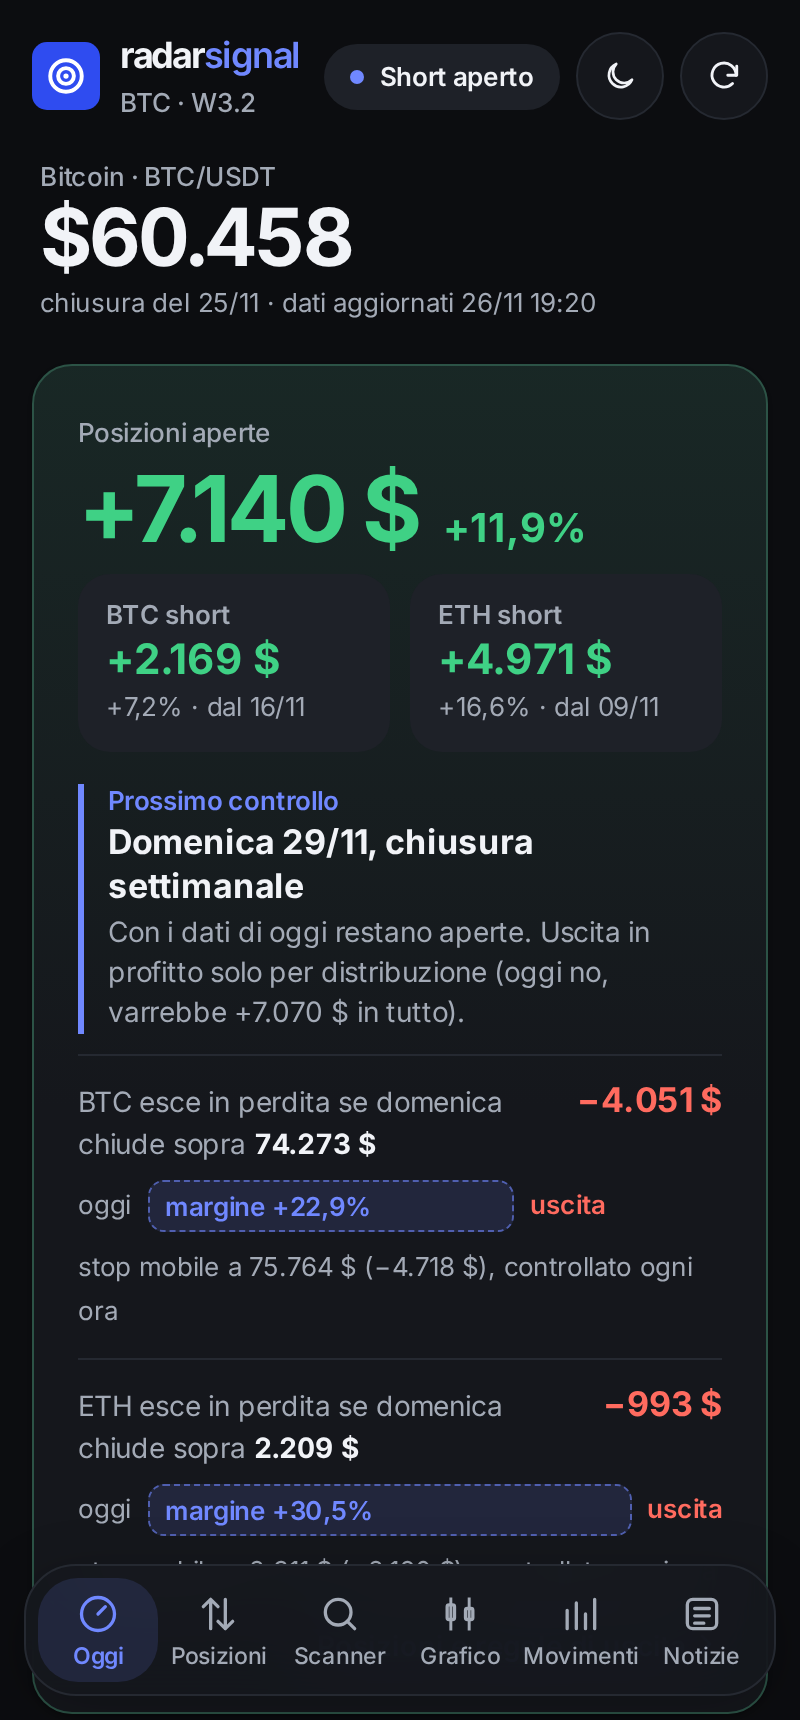 radarsignal
BTC · W3.2
Short aperto
Bitcoin · BTC/USDT
$60.458
chiusura del 25/11 · dati aggiornati 26/11 19:20
Posizioni aperte
+7.140 $ +11,9%
BTC short
+2.169 $
+7,2% · dal 16/11
ETH short
+4.971 $
+16,6% · dal 09/11
Prossimo controllo
Domenica 29/11, chiusura
settimanale
Con i dati di oggi restano aperte. Uscita in
profitto solo per distribuzione (oggi no,
varrebbe +7.070 $ in tutto).
BTC esce in perdita se domenica
chiude sopra 74.273 $
−4.051 $
oggi margine +22,9% uscita
stop mobile a 75.764 $ (−4.718 $), controllato ogni
ora
ETH esce in perdita se domenica
chiude sopra 2.209 $
−993 $
oggi margine +30,5% uscita
Oggi
Posizioni
Scanner
Grafico
Movimenti
Notizie